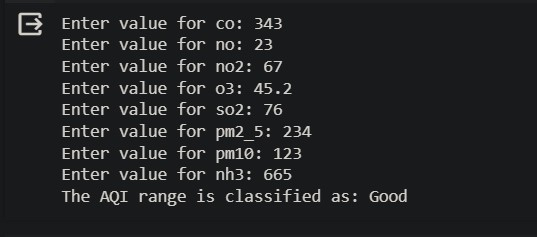 Enter value for co: 343
Enter value for no: 23
Enter value for no2: 67
Enter value for o3: 45.2
Enter value for so2: 76
Enter value for pm2_5: 234
Enter value for pm10: 123
Enter value for nh3: 665
The AQI range is classified as: Good